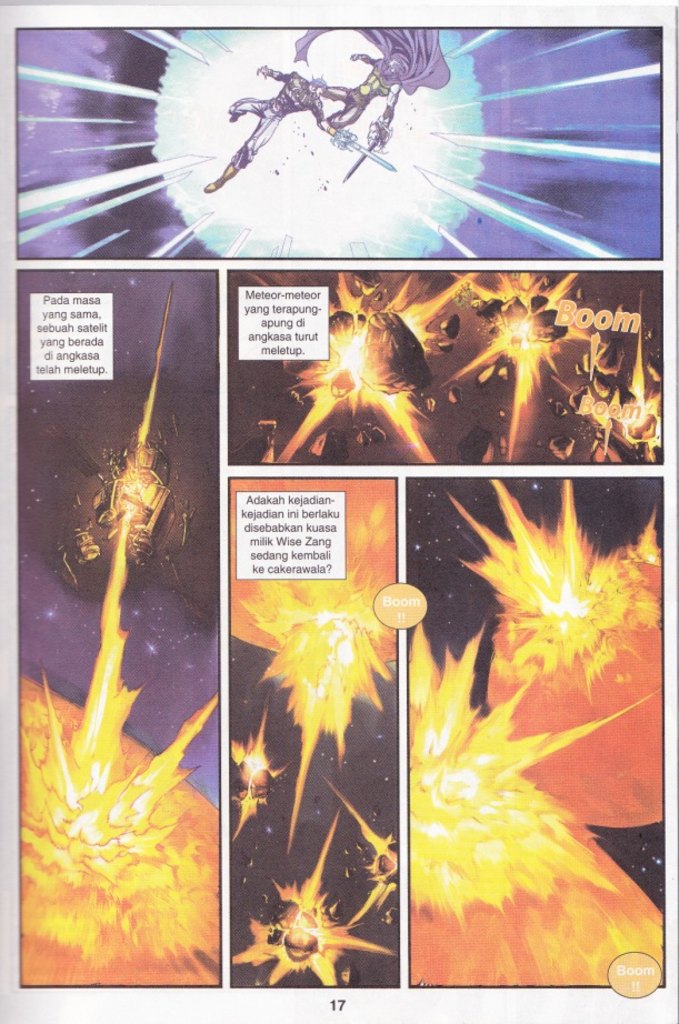 Pada masa
yang sama,
sebuah satelit
yang berada
di angkasa
telah meletup.
Meteor-meteor
yang terapung-
apung di
angkasa turut
meletup.
Boom
Boom
Adakah kejadian-
kejadian ini berlaku
disebabkan kuasa
milik Wise Zang
sedang kembali
ke cakerawala?
Boom
!!
Boom
!!
17